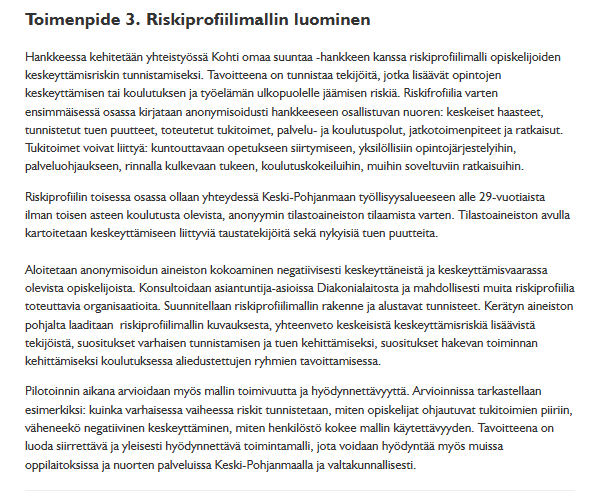 Toimenpide 3. Riskiprofiilimallin luominen
Hankkeessa kehitetään yhteistyössä Kohti omaa suuntaa -hankkeen kanssa riskiprofiilimalli opiskelijoiden
keskeyttämisriskin tunnistamiseksi. Tavoitteena on tunnistaa tekijöitä, jotka lisäävät opintojen
keskeyttämisen tai koulutuksen ja työelämän ulkopuolelle jäämisen riskiä. Riskifrofiilia varten
ensimmäisessä osassa kirjataan anonymisoidusti hankkeeseen osallistuvan nuoren: keskeiset haasteet,
tunnistetut tuen puutteet, toteutetut tukitoimet, palvelu- ja koulutuspolut, jatkotoimenpiteet ja ratkaisut.
Tukitoimet voivat liittyä: kuntouttavaan opetukseen siirtymiseen, yksilöllisiin opintojärjestelyihin,
palveluohjaukseen, rinnalla kulkevaan tukeen, koulutuskokeiluihin, muihin soveltuviin ratkaisuihin.
Riskiprofiilin toisessa osassa ollaan yhteydessä Keski-Pohjanmaan työllisyysalueeseen alle 29-vuotiaista
ilman toisen asteen koulutusta olevista, anonyymin tilastoaineiston tilaamista varten. Tilastoaineiston avulla
kartoitetaan keskeyttämiseen liittyviä taustatekijöitä sekä nykyisiä tuen puutteita.
Aloitetaan anonymisoidun aineiston kokoaminen negatiivisesti keskeyttäneistä ja keskeyttämisvaarassa
olevista opiskelijoista. Konsultoidaan asiantuntija-asioissa Diakonialaitosta ja mahdollisesti muita riskiprofiilia
toteuttavia organisaatioita. Suunnitellaan riskiprofiilimallin rakenne ja alustavat tunnisteet. Kerätyn aineiston
pohjalta laaditaan  riskiprofiilimallin kuvauksesta, yhteenveto keskeisistä keskeyttämisriskiä lisäävistä
tekijöistä, suositukset varhaisen tunnistamisen ja tuen kehittämiseksi, suositukset hakevan toiminnan
kehittämiseksi koulutuksessa aliedustettujen ryhmien tavoittamisessa.
Pilotoinnin aikana arvioidaan myös mallin toimivuutta ja hyödynnettävyyttä. Arvioinnissa tarkastellaan
esimerkiksi: kuinka varhaisessa vaiheessa riskit tunnistetaan, miten opiskelijat ohjautuvat tukitoimien piiriin,
väheneekö negatiivinen keskeyttäminen, miten henkilöstö kokee mallin käytettävyyden. Tavoitteena on
luoda siirrettävä ja yleisesti hyödynnettävä toimintamalli, jota voidaan hyödyntää myös muissa
oppilaitoksissa ja nuorten palveluissa Keski-Pohjanmaalla ja valtakunnallisesti.